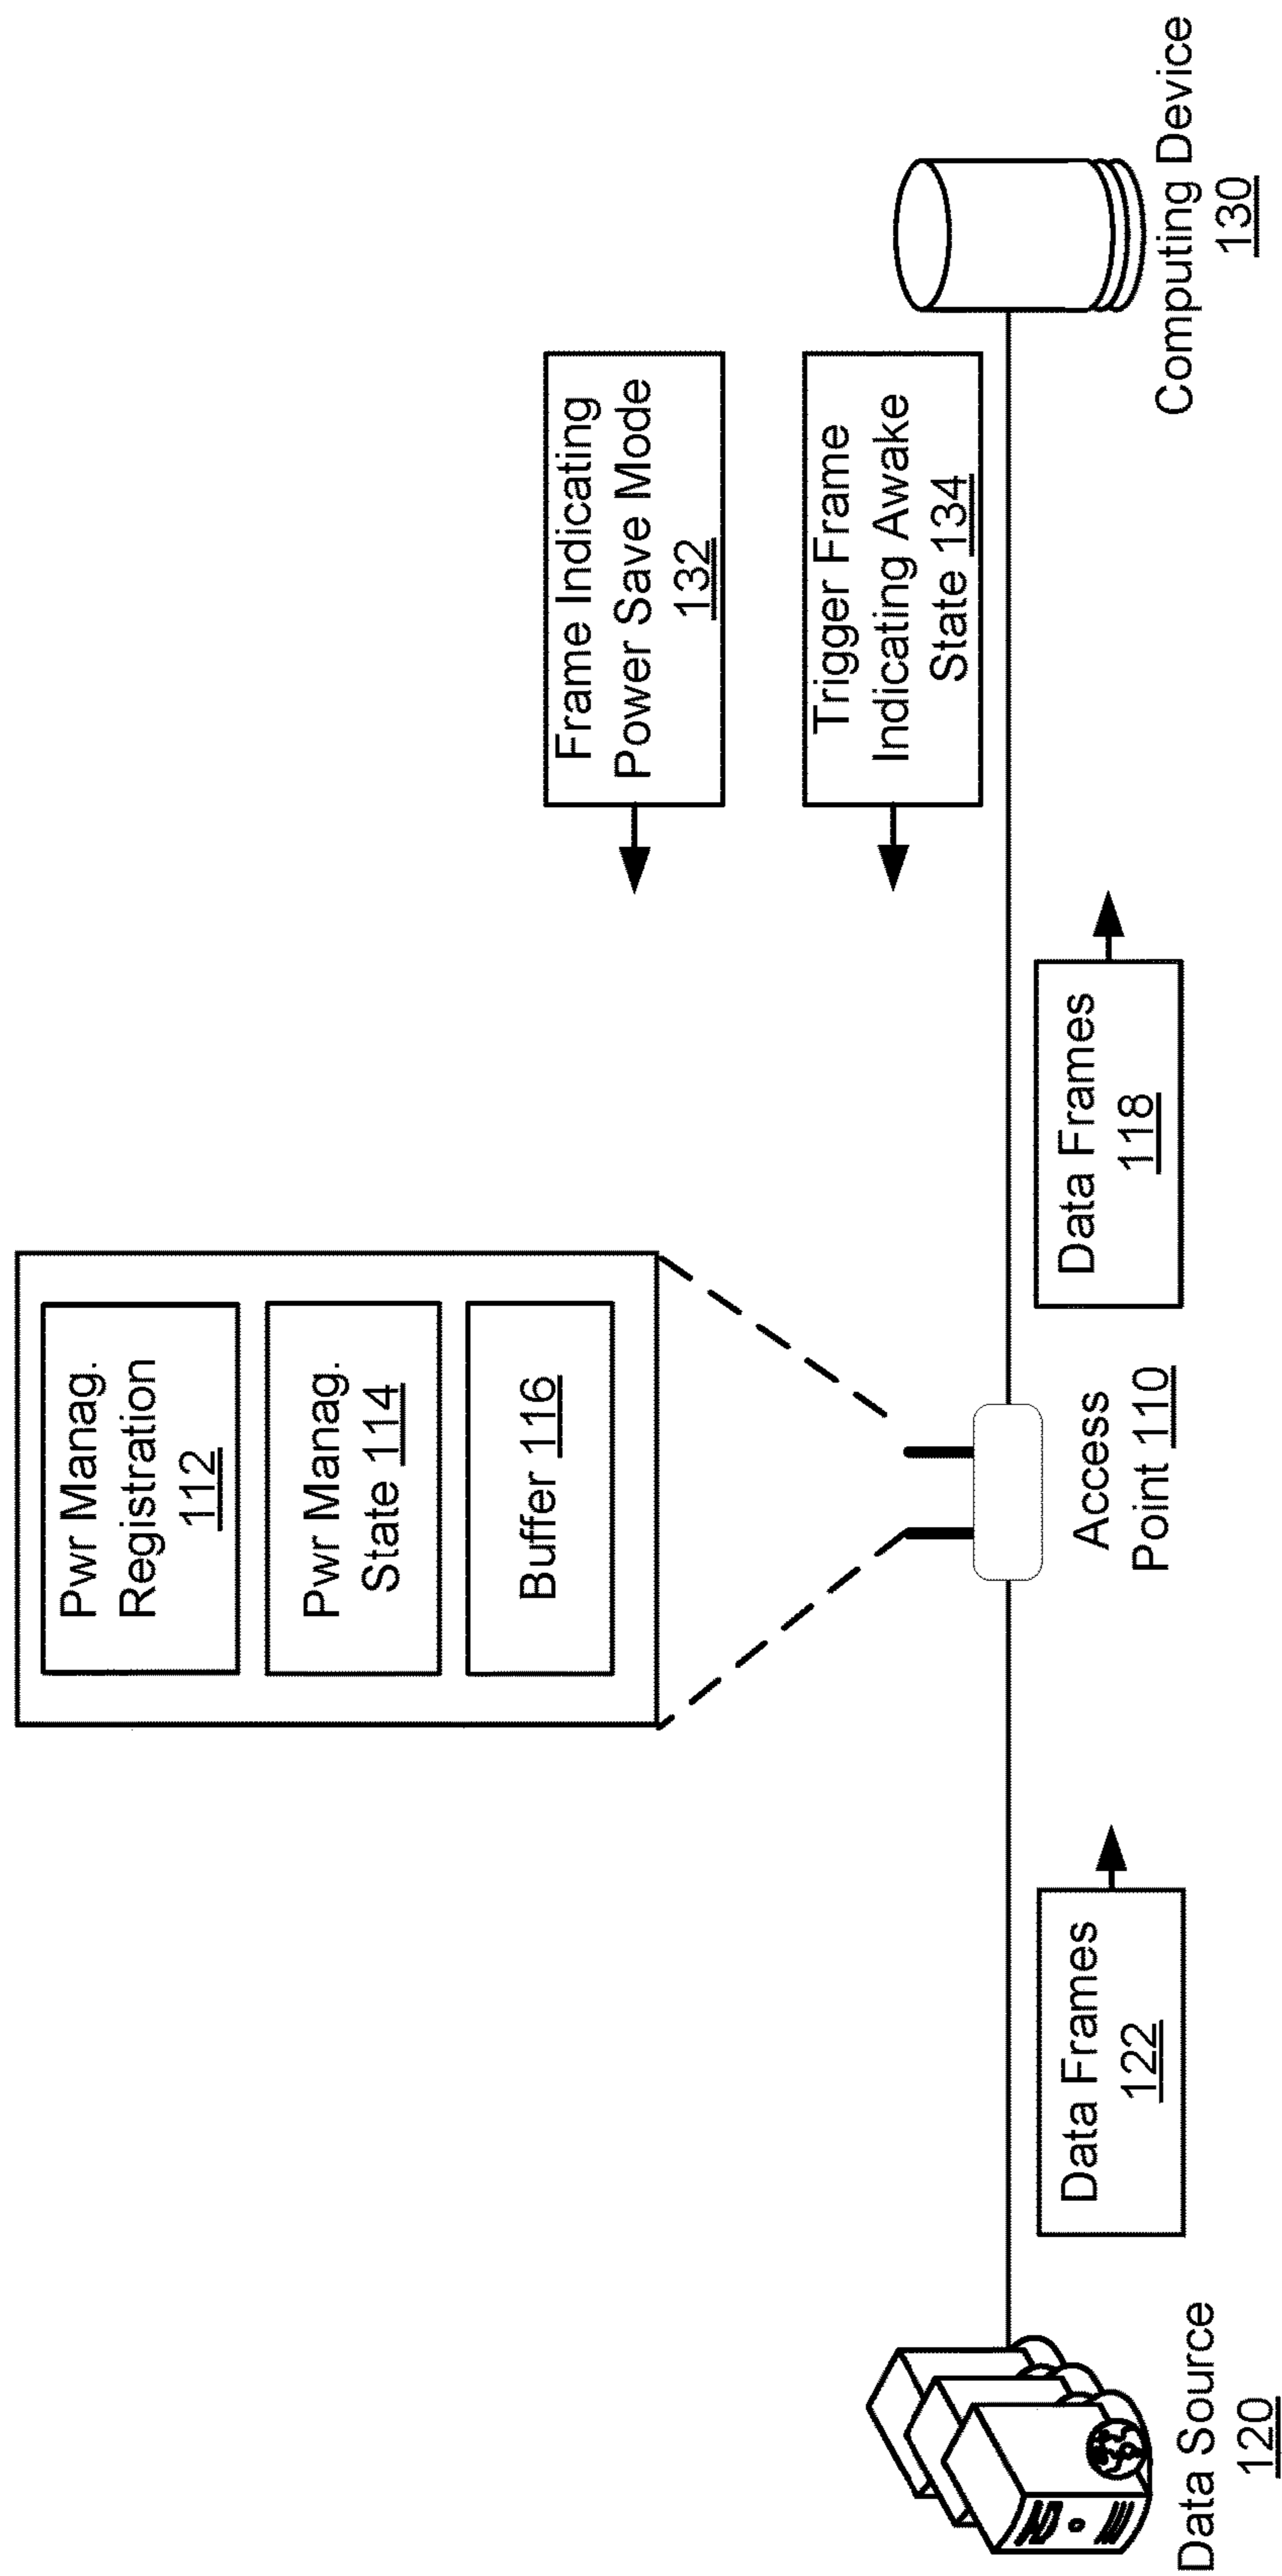 Pwr Manag.
Registration
112
Pwr Manag.
State 114
Buffer 116
Frame Indicating
Power Save Mode
132
Trigger Frame
Indicating Awake
State 134
Data Frames
122
Data Frames
118
Data Source
120
Access
Point 110
Computing Device
130